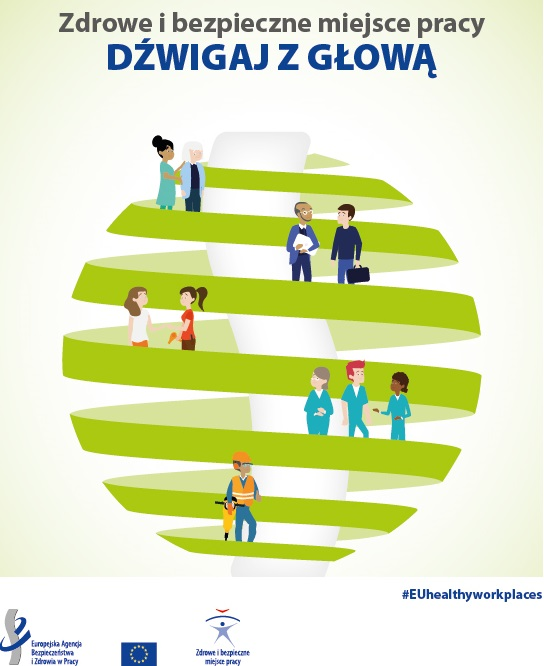 Zdrowe i bezpieczne miejsce pracy
DŹWIGAJ Z GŁOWĄ
#EUhealthyworkplaces
Europejska Agencja
Bezpieczeństwa
i Zdrowia w Pracy
Zdrowe i bezpieczne
miejsce pracy